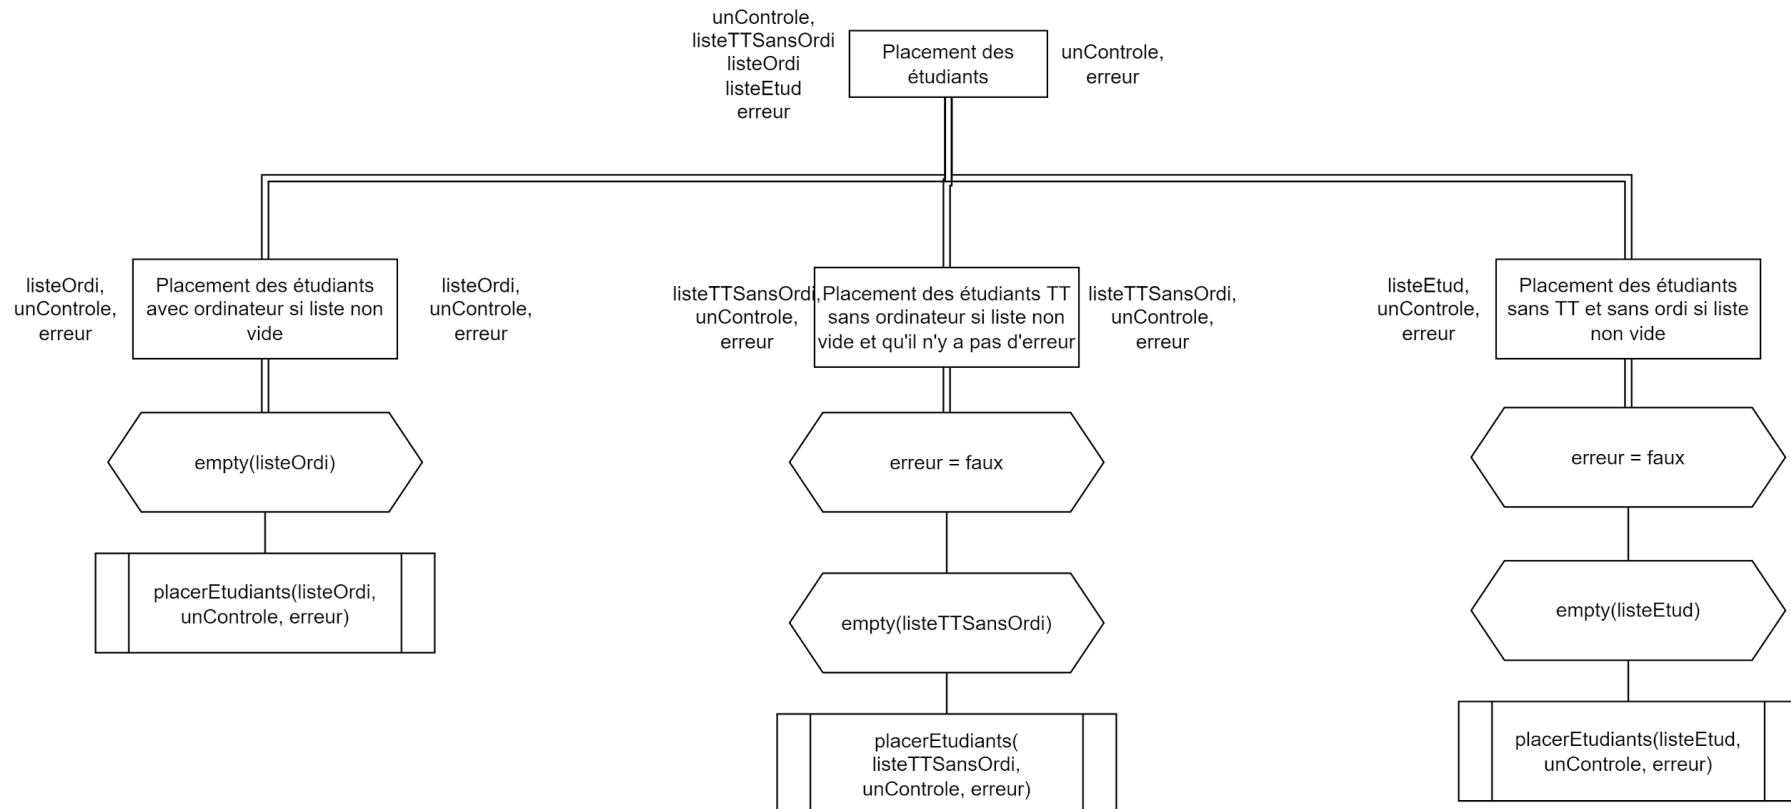 unControle,
listeTTSansOrdi
listeOrdi
listeEtud
erreur
Placement des
étudiants
unControle,
erreur
listeOrdi,
unControle,
erreur
Placement des étudiants
avec ordinateur si liste non
vide
listeOrdi,
unControle,
erreur
listeTTSansOrdi,
unControle,
erreur
Placement des étudiants TT
sans ordinateur si liste non
vide et qu'il n'y a pas d'erreur
listeTTSansOrdi,
unControle,
erreur
listeEtud,
unControle,
erreur
Placement des étudiants
sans TT et sans ordi si liste
non vide
empty(listeOrdi)
placerEtudiants(listeOrdi,
unControle, erreur)
erreur = faux
empty(listeTTSansOrdi)
placerEtudiants(
listeTTSansOrdi,
unControle, erreur)
erreur = faux
empty(listeEtud)
placerEtudiants(listeEtud,
unControle, erreur)